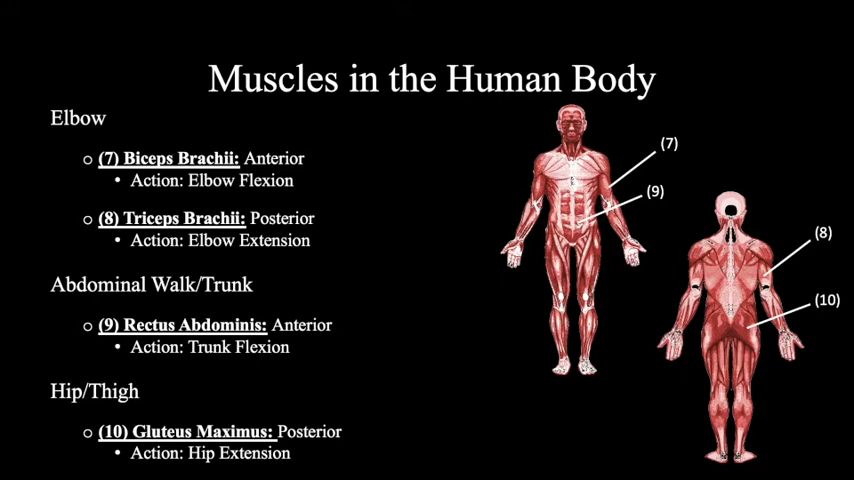 Muscles in the Human Body
Elbow
○ (7) Biceps Brachii: Anterior
• Action: Elbow Flexion
○ (8) Triceps Brachii: Posterior
• Action: Elbow Extension
Abdominal Walk/Trunk
○ (9) Rectus Abdominis: Anterior
• Action: Trunk Flexion
Hip/Thigh
○ (10) Gluteus Maximus: Posterior
• Action: Hip Extension
(7)
(9)
(8)
(10)